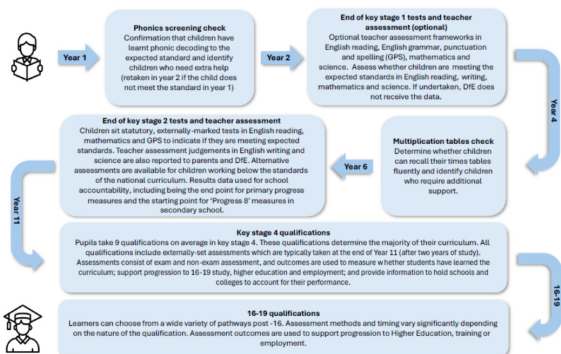 Year 1
Phonics screening check
Confirmation that children have
learnt phonic decoding to the
expected standard and identify
children who need extra help
(retaken in year 2 if the child does
not meet the standard in year 1)
Year 2
End of key stage 1 tests and teacher
assessment (optional)
Optional teacher assessment frameworks in
English reading, English grammar, punctuation
and spelling (GPS), mathematics and
science. Assess whether children are meeting the
expected standards in English reading, writing,
mathematics and science. If undertaken, DfE does
not receive the data.
Year 4
Multiplication tables check
Determine whether children
can recall their times tables
fluently and identify children
who require additional
support.
Year 6
End of key stage 2 tests and teacher assessment
Children sit statutory, externally-marked tests in English reading,
mathematics and GPS to indicate if they are meeting expected
standards. Teacher assessment judgements in English writing and
science are also reported to parents and DfE. Alternative
assessments are available for children working below the standards
of the national curriculum. Results data used for school
accountability, including being the end point for primary progress
measures and the starting point for ‘Progress 8’ measures in
secondary school.
Year 11
Key stage 4 qualifications
Pupils take 9 qualifications on average in key stage 4. These qualifications determine the majority of their curriculum. All
qualifications include externally-set assessments which are typically taken at the end of Year 11 (after two years of study).
Assessments consist of exam and non-exam assessment, and outcomes are used to measure whether students have learned the
curriculum; support progression to 16-19 study, higher education and employment; and provide information to hold schools and
colleges to account for their performance.
16-19
16-19 qualifications
Learners can choose from a wide variety of pathways post -16. Assessment methods and timing vary significantly depending
on the nature of the qualification. Assessment outcomes are used to support progression to Higher Education, training or
employment.